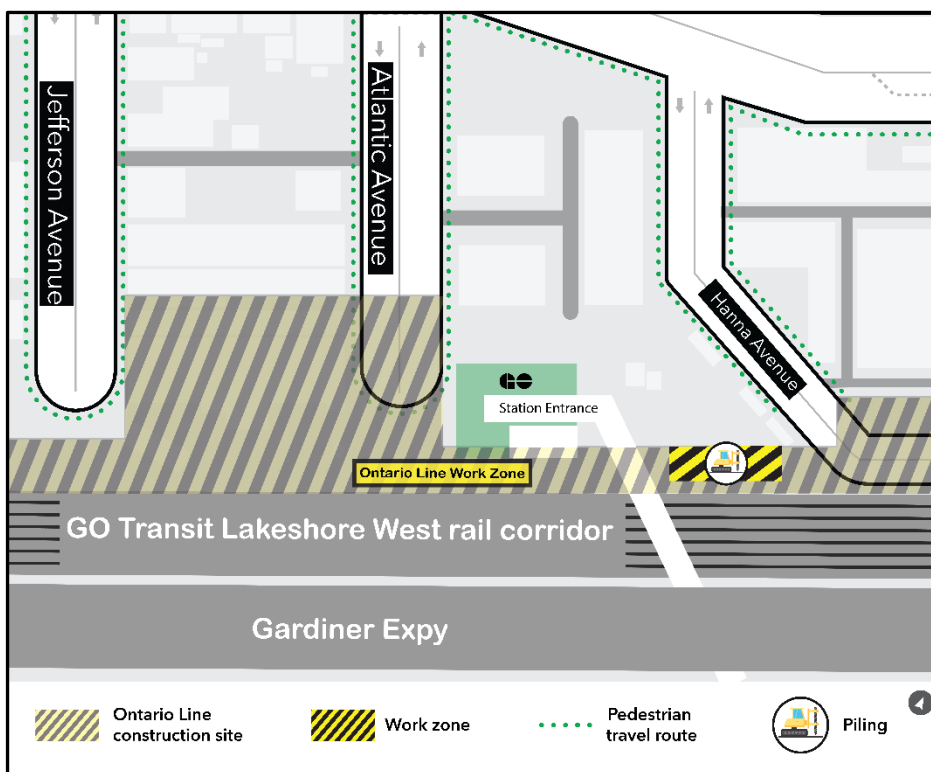 Jefferson Avenue
Atlantic Avenue
Hanna Avenue
GO
Station Entrance
Ontario Line Work Zone
GO Transit Lakeshore West rail corridor
Gardiner Expy
Ontario Line
construction site
Work zone
Pedestrian
travel route
Piling